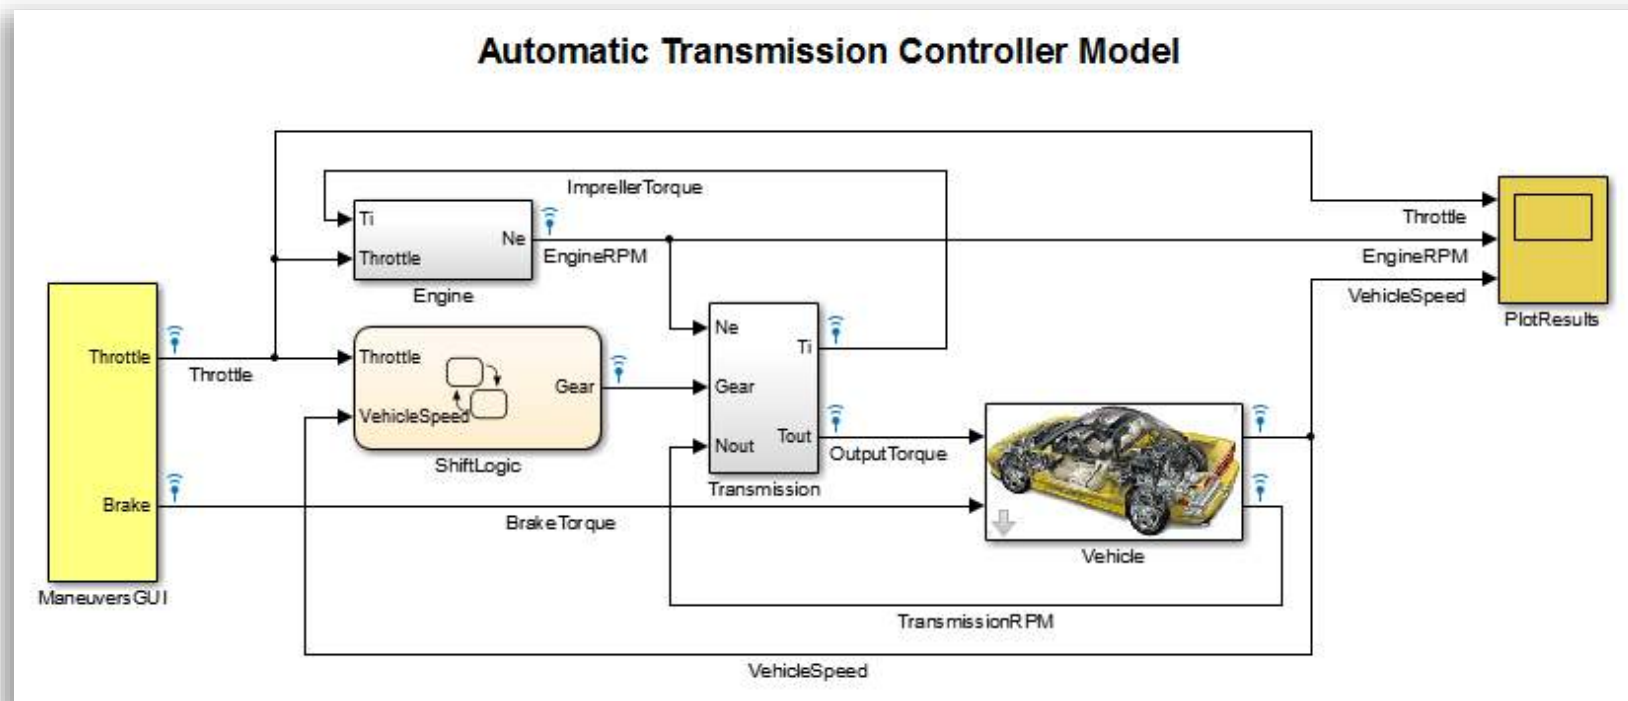 Automatic Transmission Controller Model
ImprellerTorque
Ti
Throttle
Ne
EngineRPM
Engine
Throttle
EngineRPM
VehicleSpeed
PlotResults
Throttle
Brake
ManeuversGUI
Throttle
Throttle
VehicleSpeed
Gear
ShiftLogic
Ne
Gear
Nout
Ti
Tout
Transmission
OutputTorque
BrakeTorque
Vehicle
TransmissionRPM
VehicleSpeed